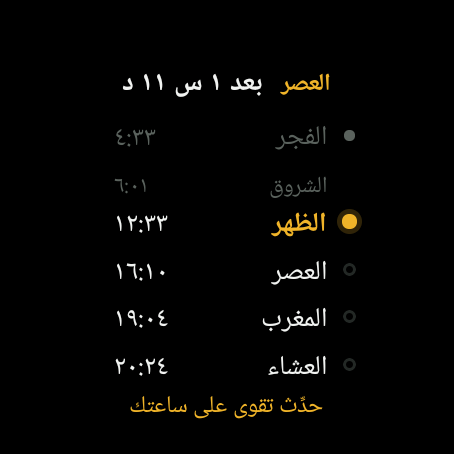 العصر بعد ١ س ١١ د
الفجر ٤:٣٣
الشروق ٦:٠١
الظهر ١٢:٣٣
العصر ١٦:١٠
المغرب ١٩:٠٤
العشاء ٢٠:٢٤
حدِّث تقوى على ساعتك